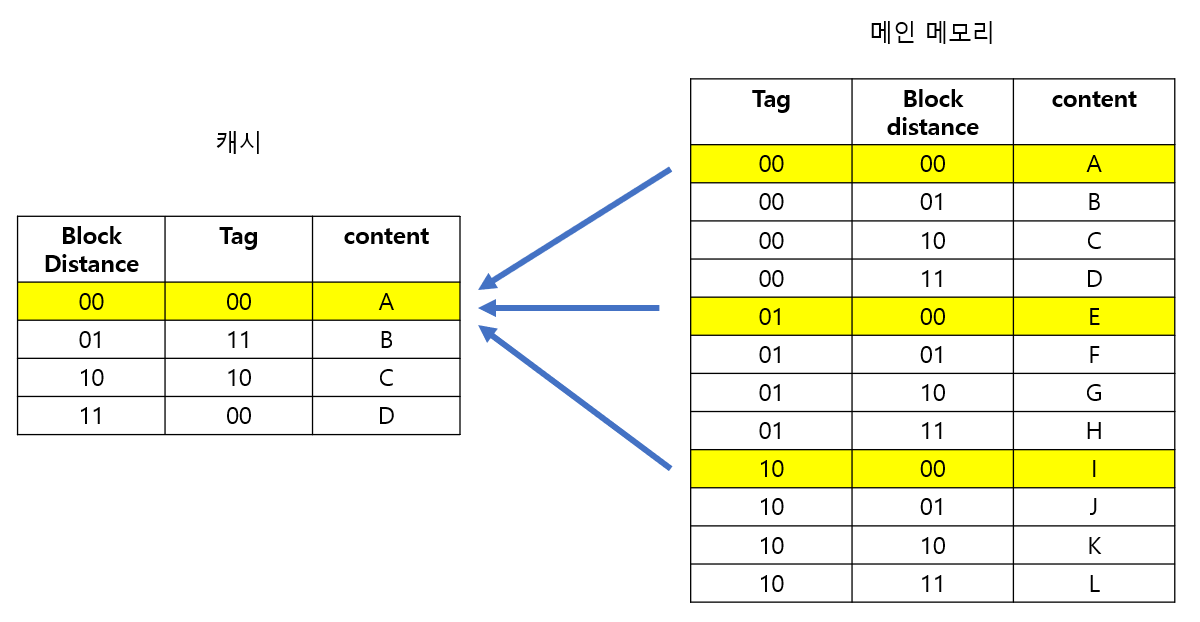 메인 메모리
캐시
Block
Distance
Tag
content
00 00 A
01 11 B
10 10 C
11 00 D
Tag
Block
distance
content
00 00 A
00 01 B
00 10 C
00 11 D
01 00 E
01 01 F
01 10 G
01 11 H
10 00 I
10 01 J
10 10 K
10 11 L